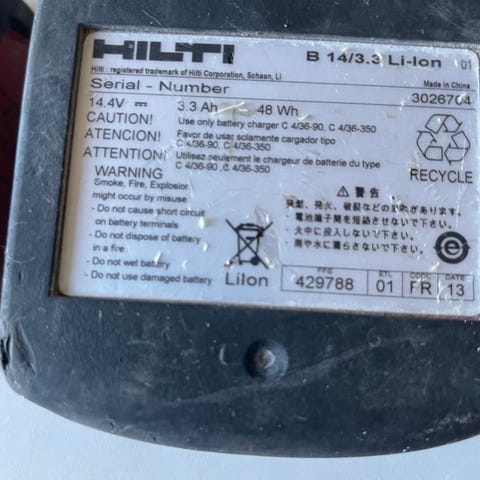 HILTI B 14/3.3 Li-Ion 01
Hilti : registered trademark of Hilti Corporation, Schaan, LI Made in China
Serial - Number 3026704
14.4V ⎓ 3.3 Ah 48 Wh
CAUTION! Use only battery charger C 4/36-90, C 4/36-350
ATENCION! Favor de usar solamente cargador tipo
C 4/36-90, C 4/36-350
ATTENTION! Utilisez seulement le chargeur de batterie du type
C 4/36-90, C 4/36-350
WARNING
Smoke, Fire, Explosion
might occur by misuse
- Do not cause short circuit
on battery terminals
- Do not dispose of battery
in a fire
- Do not wet battery
- Do not use damaged battery
RECYCLE
⚠ 警告
発煙、発火、破裂などの恐れが有ります。
・電池端子間を短絡させないで下さい。
・火中に投入しないで下さい。
・雨や水に濡らさないで下さい。
LiIon
PPE ETL CODE DATE
429788 01 FR 13